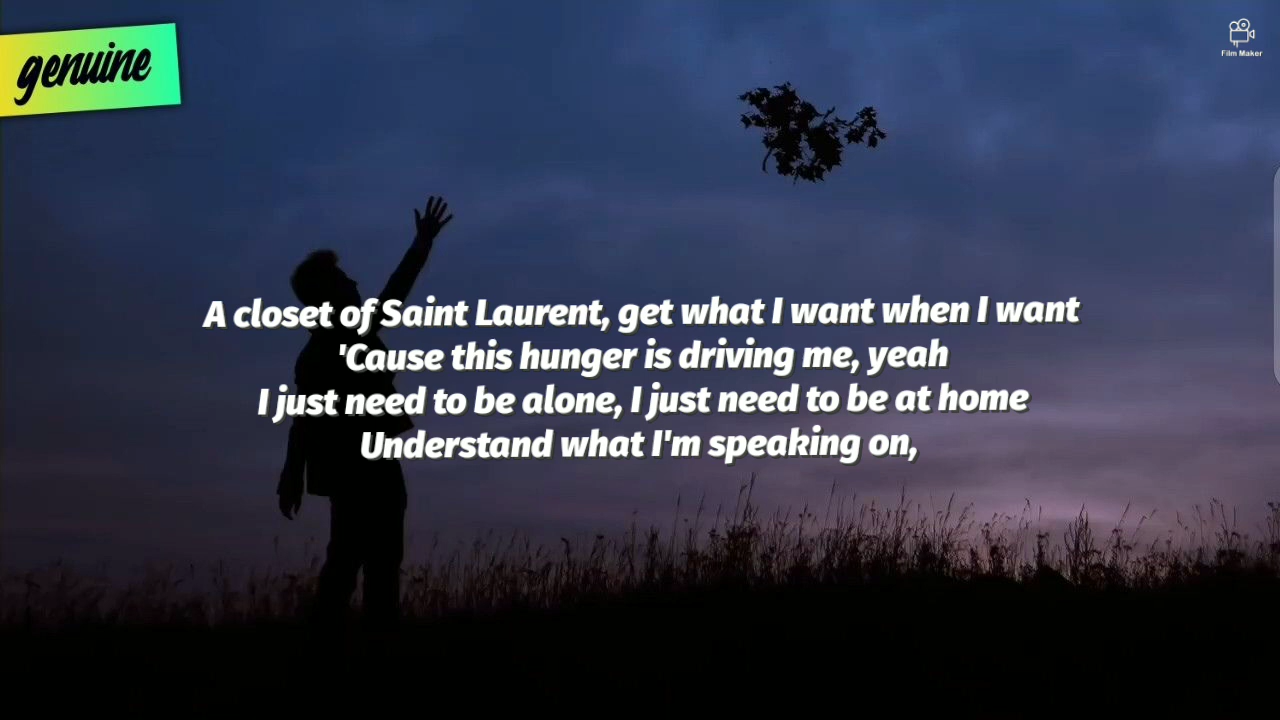 genuine
Film Maker
A closet of Saint Laurent, get what I want when I want
'Cause this hunger is driving me, yeah
I just need to be alone, I just need to be at home
Understand what I'm speaking on,